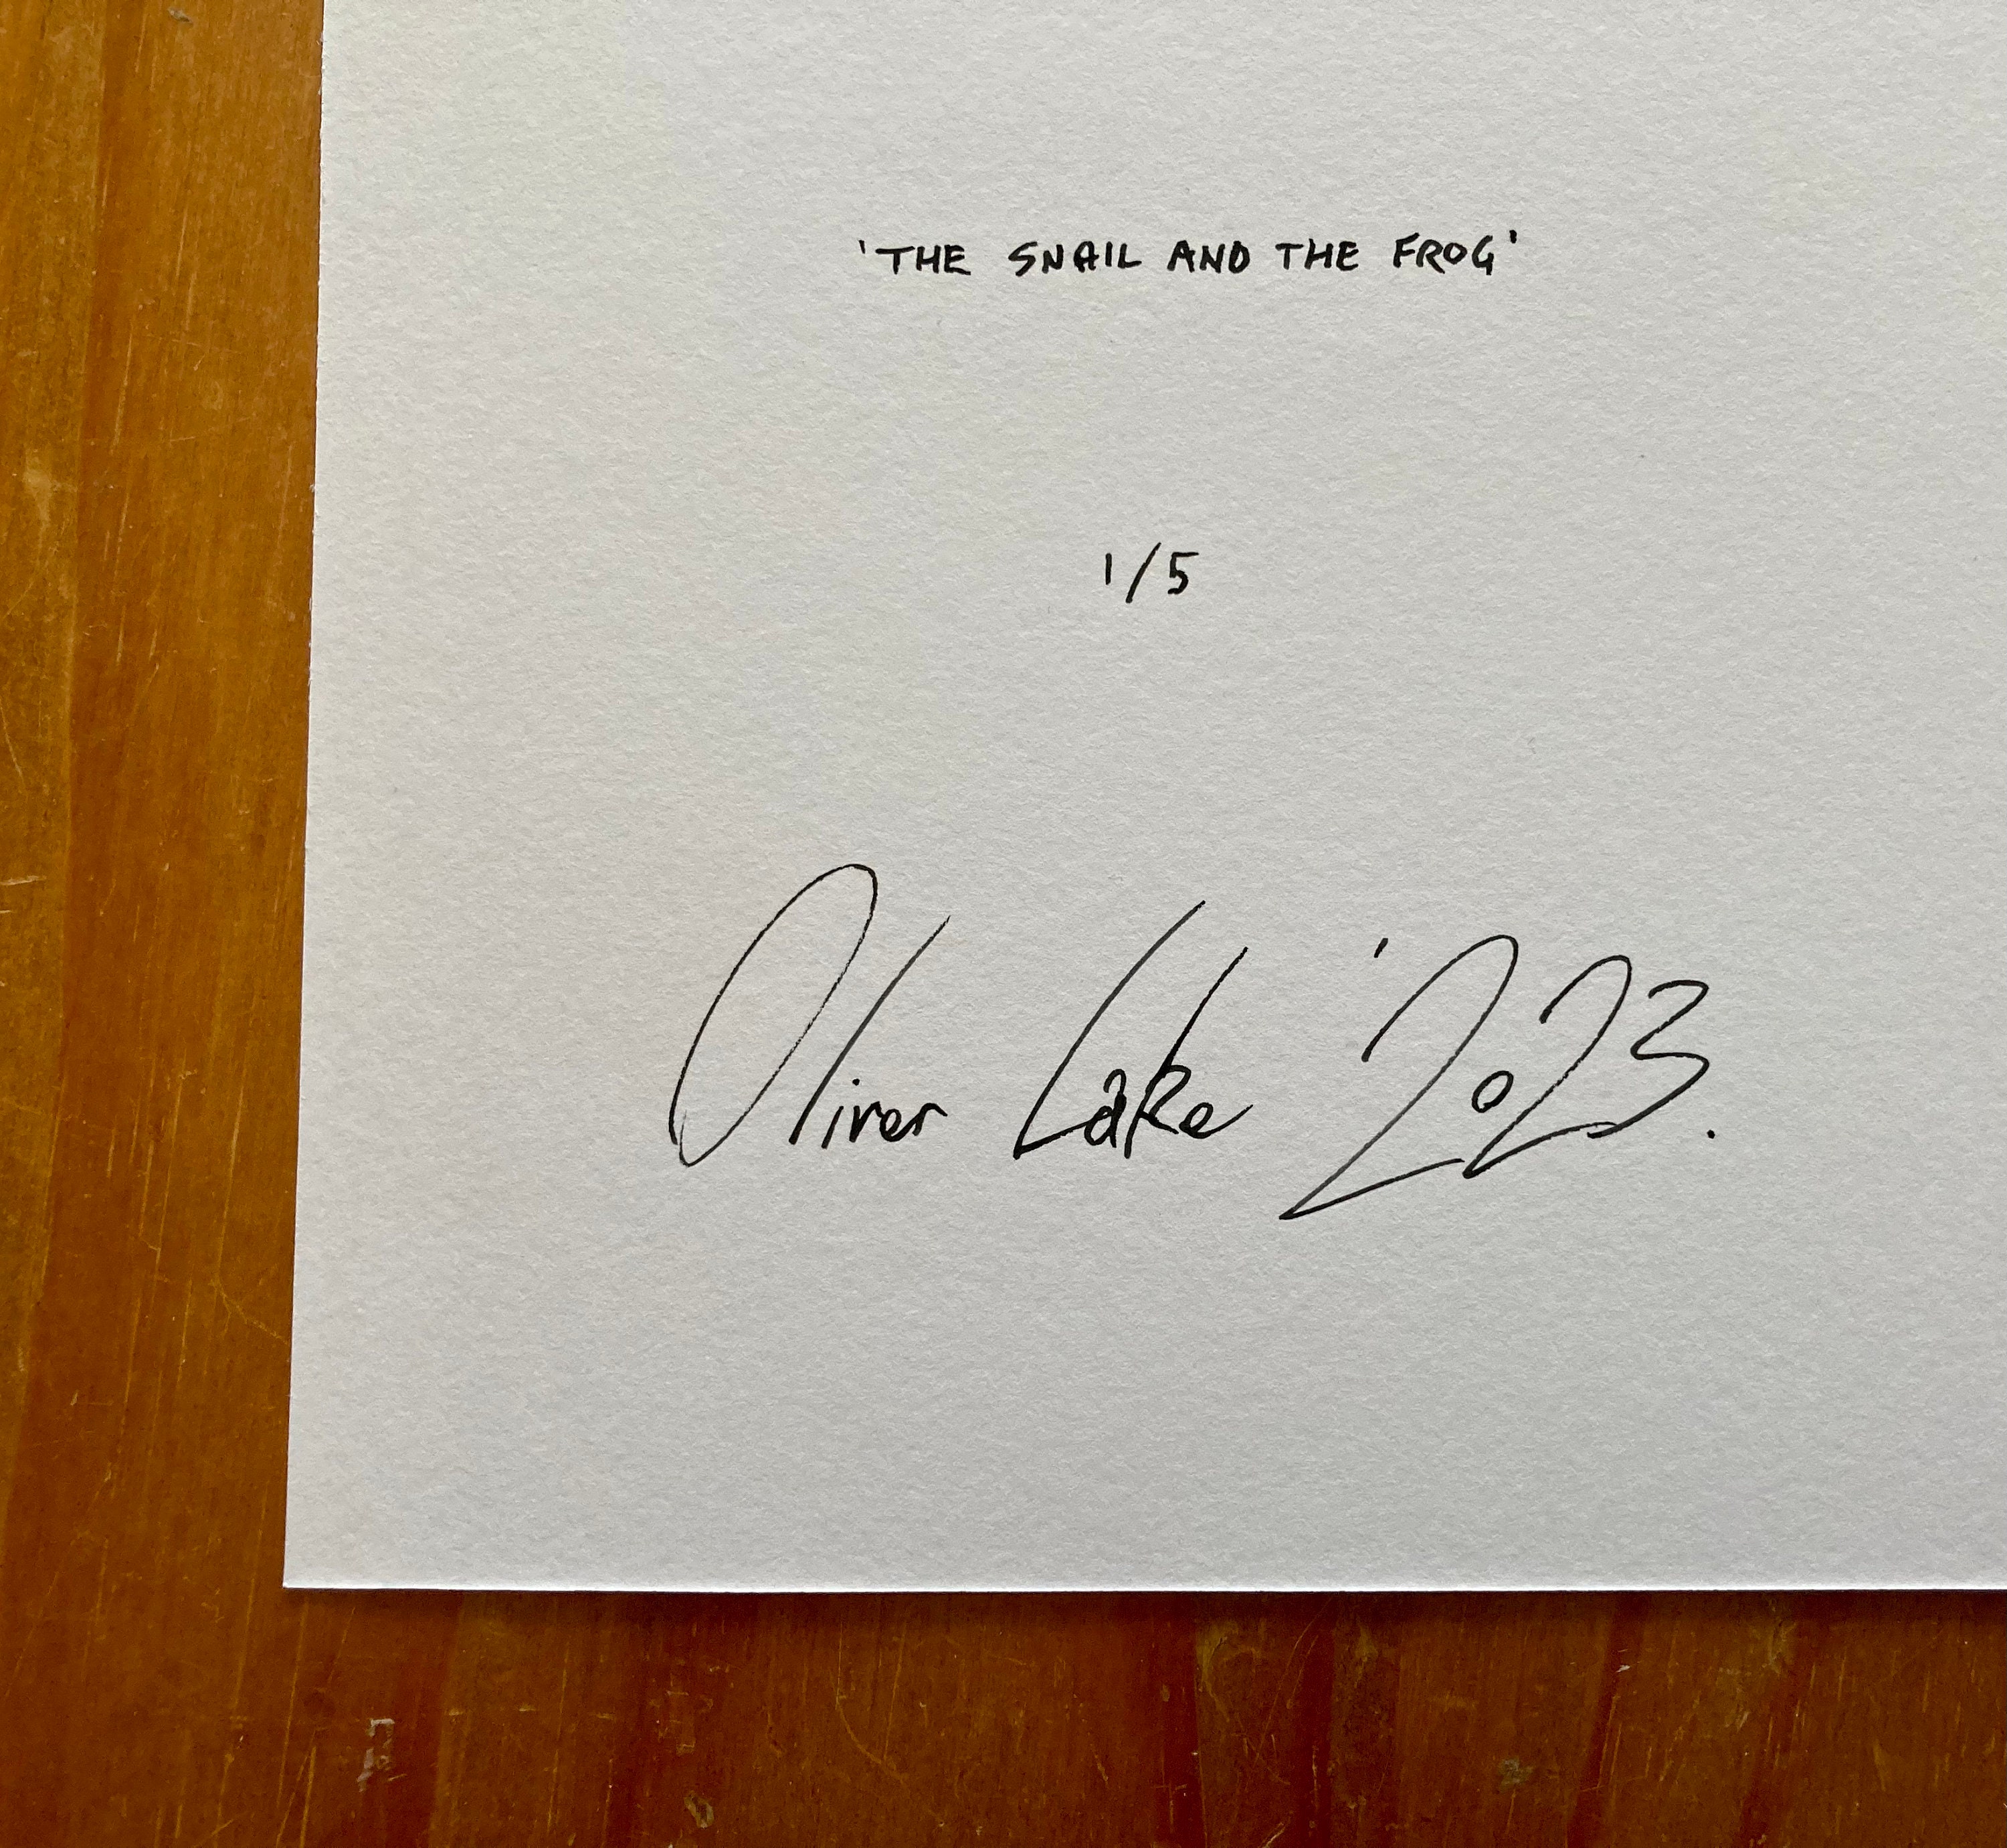 'THE SNAIL AND THE FROG'
1/5
Oliver Lake '2023.